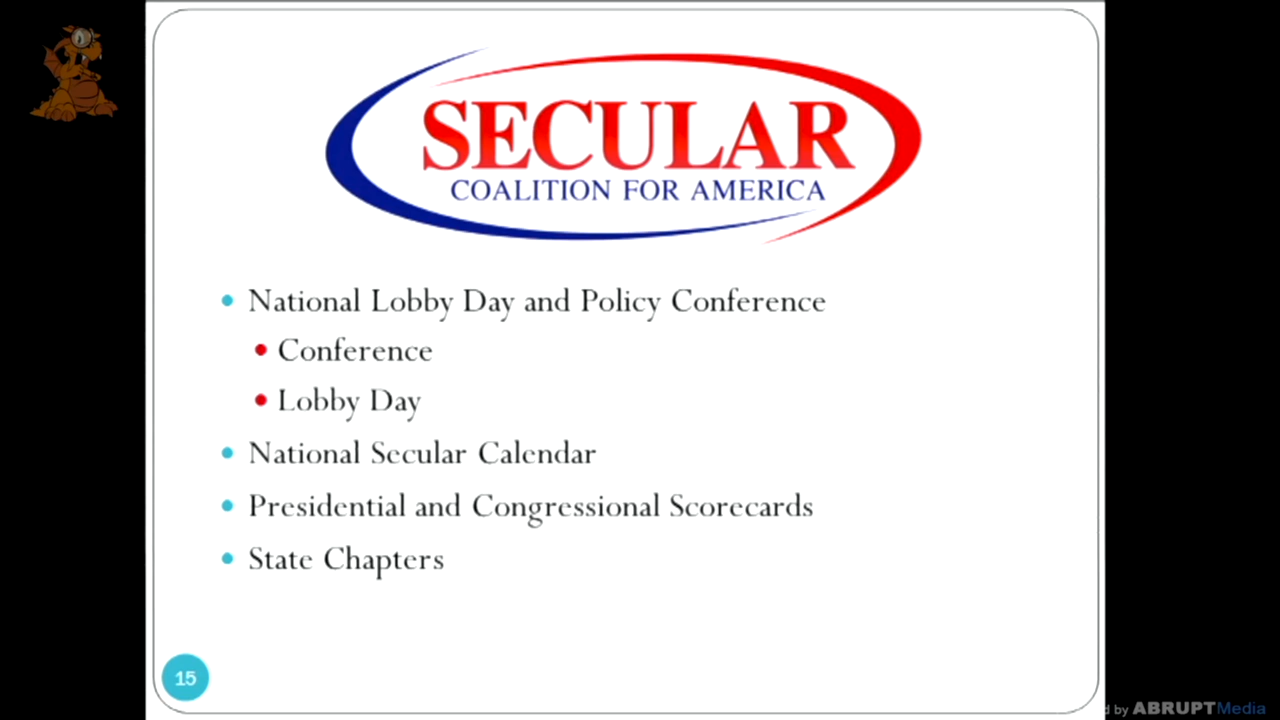 SECULAR
COALITION FOR AMERICA
National Lobby Day and Policy Conference
Conference
Lobby Day
National Secular Calendar
Presidential and Congressional Scorecards
State Chapters
15
d by ABRUPTMedia